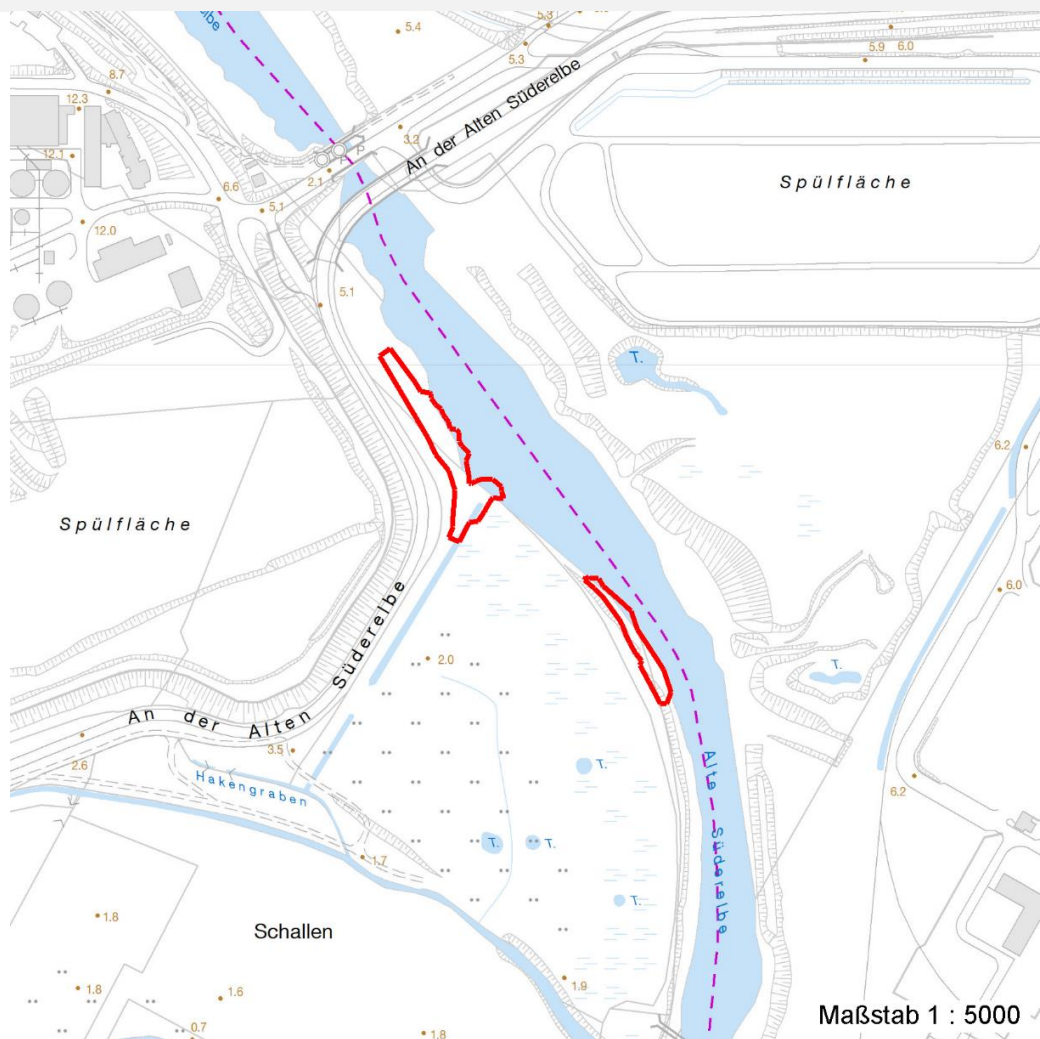 elbe
5.4
5.3
5.3
5.9
6.0
8.7
12.3
12.1
3.2
P
P
2.1
An der Alten Süderelbe
Spülfläche
6.6
5.1
12.0
5.1
T.
6.2
Spülfläche
6.0
2.0
T.
An der Alten Süderelbe
3.5
2.6
Hakengraben
T.
Alte Süderelbe
6.2
T.
T.
1.7
T.
1.8
Schallen
1.9
1.8
1.6
0.7
1.8
Maßstab 1 : 5000